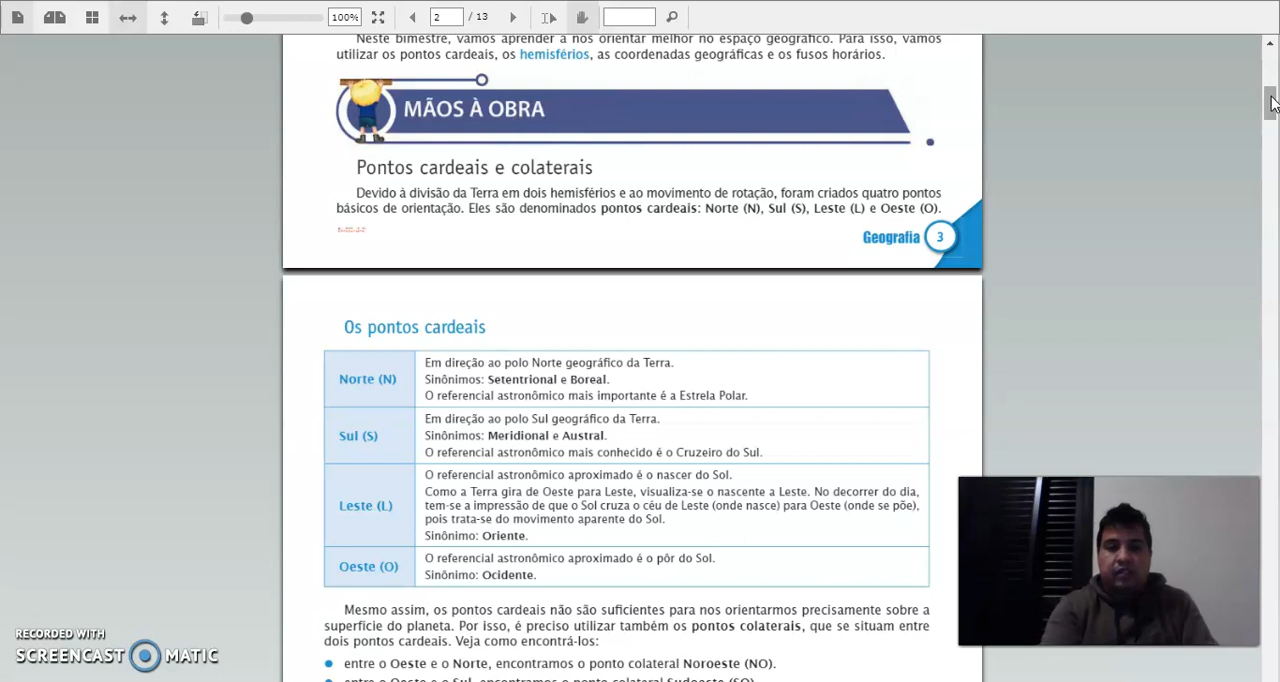 100%
2
/ 13
Neste bimestre, vamos aprender a nos orientar melhor no espaço geográfico. Para isso, vamos
utilizar os pontos cardeais, os hemisférios, as coordenadas geográficas e os fusos horários.
MÃOS À OBRA
Pontos cardeais e colaterais
Devido à divisão da Terra em dois hemisférios e ao movimento de rotação, foram criados quatro pontos
básicos de orientação. Eles são denominados pontos cardeais: Norte (N), Sul (S), Leste (L) e Oeste (O).
Geografia 3
Os pontos cardeais
Norte (N)
Em direção ao polo Norte geográfico da Terra.
Sinônimos: Setentrional e Boreal.
O referencial astronômico mais importante é a Estrela Polar.
Sul (S)
Em direção ao polo Sul geográfico da Terra.
Sinônimos: Meridional e Austral.
O referencial astronômico mais conhecido é o Cruzeiro do Sul.
Leste (L)
O referencial astronômico aproximado é o nascer do Sol.
Como a Terra gira de Oeste para Leste, visualiza-se o nascente a Leste. No decorrer do dia,
tem-se a impressão de que o Sol cruza o céu de Leste (onde nasce) para Oeste (onde se põe),
pois trata-se do movimento aparente do Sol.
Sinônimo: Oriente.
Oeste (O)
O referencial astronômico aproximado é o pôr do Sol.
Sinônimo: Ocidente.
Mesmo assim, os pontos cardeais não são suficientes para nos orientarmos precisamente sobre a
superfície do planeta. Por isso, é preciso utilizar também os pontos colaterais, que se situam entre
dois pontos cardeais. Veja como encontrá-los:
entre o Oeste e o Norte, encontramos o ponto colateral Noroeste (NO).
entre o Oeste e o Sul, encontramos o ponto colateral Sudoeste (SO).
RECORDED WITH
SCREENCAST MATIC